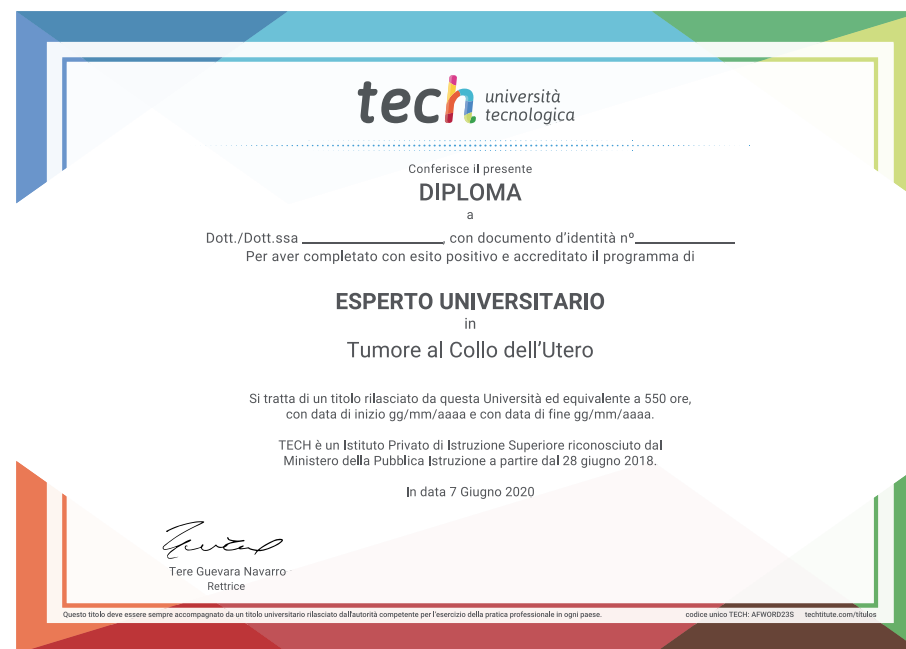 tech università
tecnologica
Conferisce il presente
DIPLOMA
a
Dott./Dott.ssa ____________________, con documento d'identità nº______________
Per aver completato con esito positivo e accreditato il programma di
ESPERTO UNIVERSITARIO
in
Tumore al Collo dell'Utero
Si tratta di un titolo rilasciato da questa Università ed equivalente a 550 ore,
con data di inizio gg/mm/aaaa e con data di fine gg/mm/aaaa.
TECH è un Istituto Privato di Istruzione Superiore riconosciuto dal
Ministero della Pubblica Istruzione a partire dal 28 giugno 2018.
In data 7 Giugno 2020
Tere Guevara Navarro
Rettrice
Questo titolo deve essere sempre accompagnato da un titolo universitario rilasciato dall'autorità competente per l'esercizio della pratica professionale in ogni paese. codice unico TECH: AFWORD23S techtitute.com/titulos